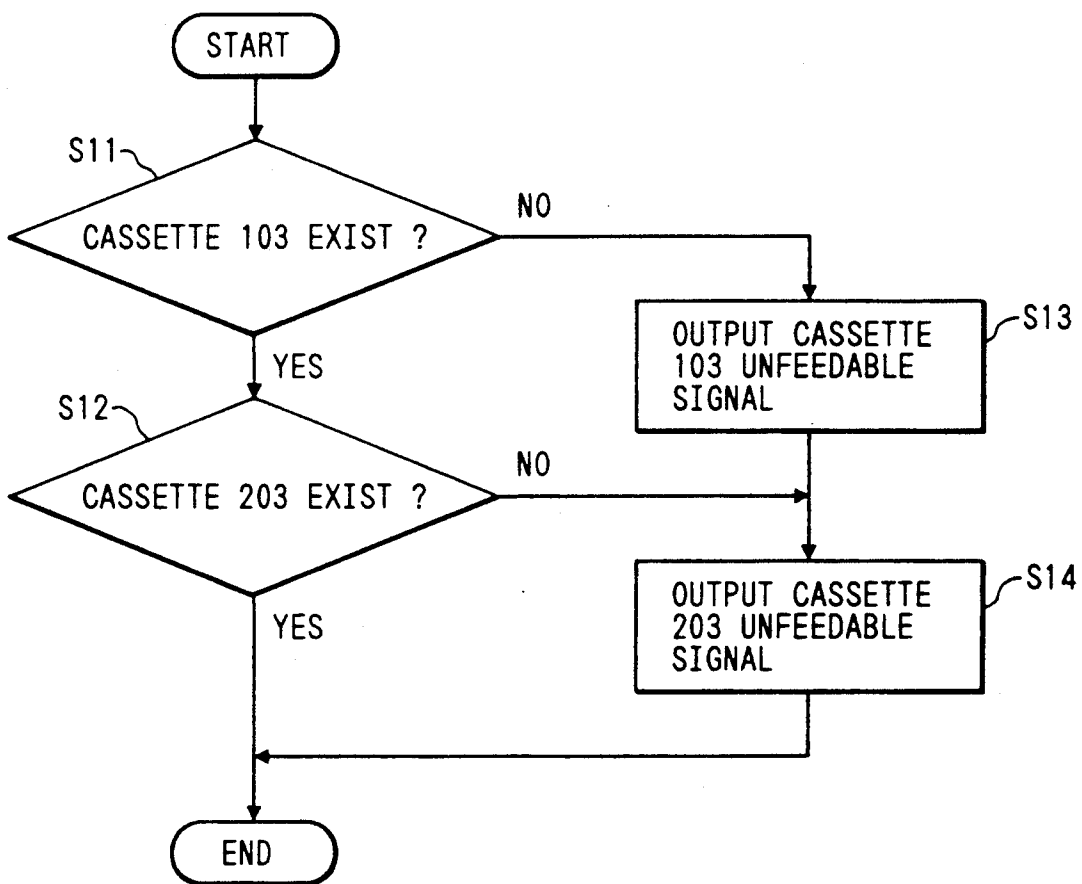 START
S11
CASSETTE 103 EXIST ?
NO
YES
OUTPUT CASSETTE
103 UNFEEDABLE
SIGNAL
S13
S12
CASSETTE 203 EXIST ?
NO
YES
OUTPUT CASSETTE
203 UNFEEDABLE
SIGNAL
S14
END